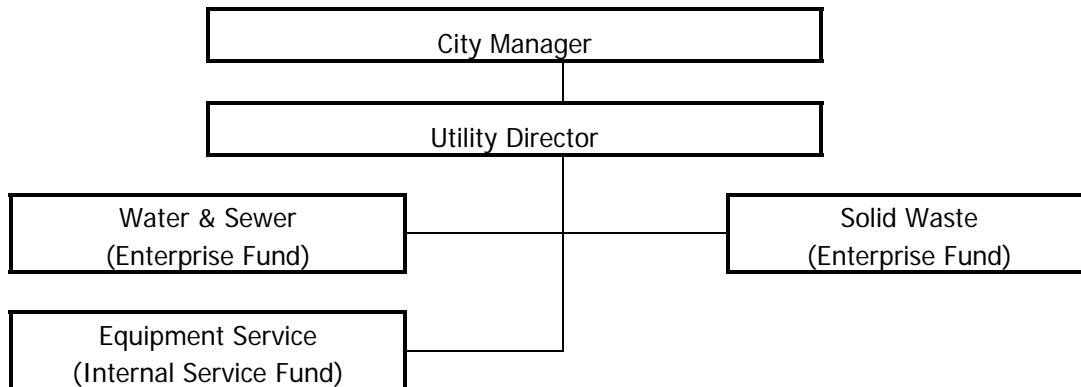 City Manager
Utility Director
Water & Sewer
(Enterprise Fund)
Solid Waste
(Enterprise Fund)
Equipment Service
(Internal Service Fund)